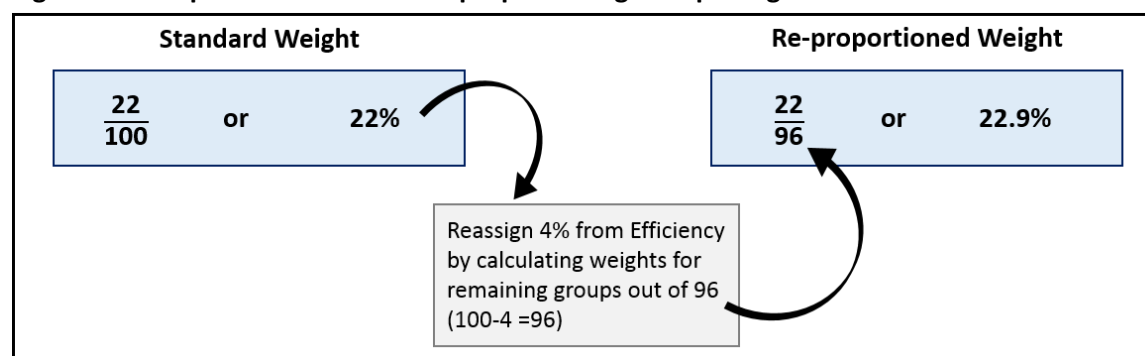 Standard Weight
Re-proportioned Weight
22
100
or
22%
22
96
or
22.9%
Reassign 4% from Efficiency
by calculating weights for
remaining groups out of 96
(100-4 =96)